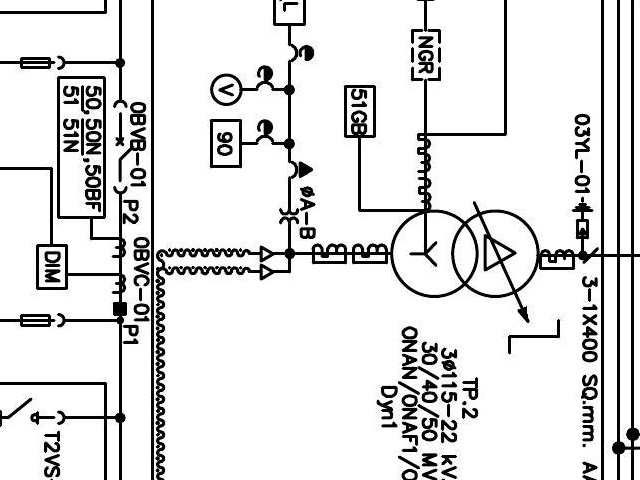 L
NGR
V
90
51GB
03YL-01
50,50N,50BF
51 51N
0BVB-01
P2
0BVC-01
P1
DIM
ØA-B
TP.2
3Ø115-22 kV.
30/40/50 MV
ONAN/ONAF1/O
Dyn1
3-1X400 SQ.mm. A
T2VS